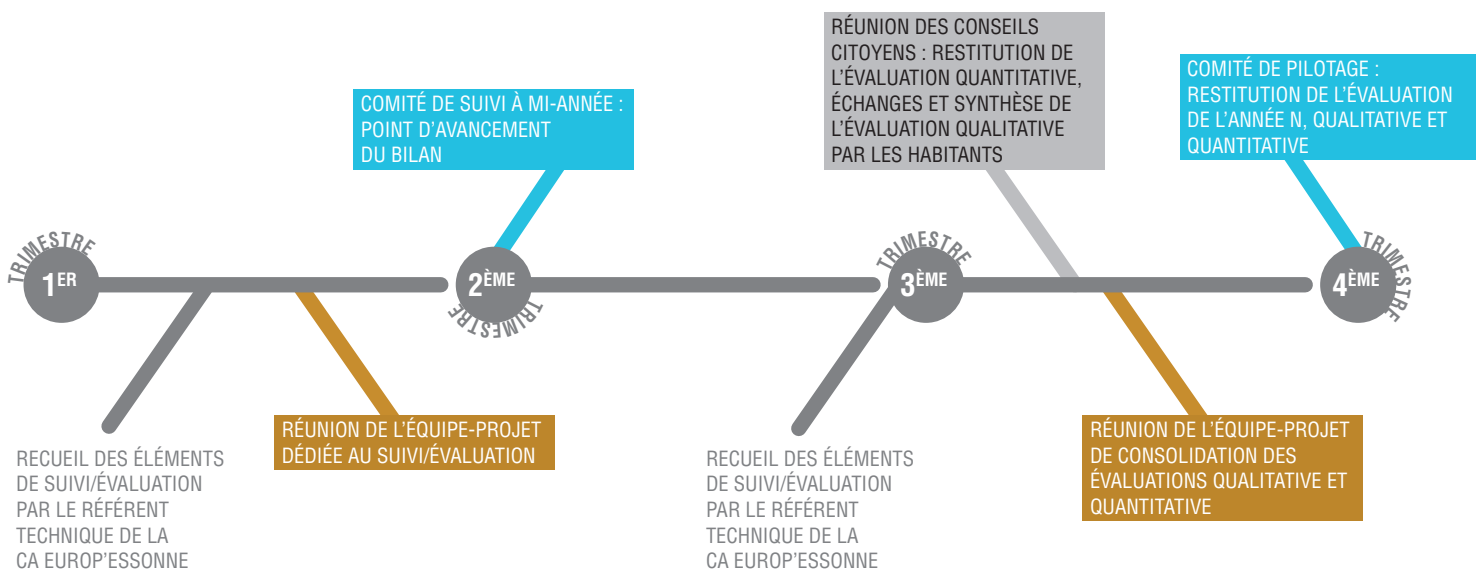 RÉUNION DES CONSEILS
CITOYENS : RESTITUTION DE
L'ÉVALUATION QUANTITATIVE,
ÉCHANGES ET SYNTHÈSE DE
L'ÉVALUATION QUALITATIVE
PAR LES HABITANTS
COMITÉ DE PILOTAGE :
RESTITUTION DE L'ÉVALUATION
DE L'ANNÉE N, QUALITATIVE ET
QUANTITATIVE
COMITÉ DE SUIVI À MI-ANNÉE :
POINT D'AVANCEMENT
DU BILAN
TRIMESTRE
1ER
2ÈME
TRIMESTRE
TRIMESTRE
3ÈME
TRIMESTRE
4ÈME
RECUEIL DES ÉLÉMENTS
DE SUIVI/ÉVALUATION
PAR LE RÉFÉRENT
TECHNIQUE DE LA
CA EUROP'ESSONNE
RÉUNION DE L'ÉQUIPE-PROJET
DÉDIÉE AU SUIVI/ÉVALUATION
RECUEIL DES ÉLÉMENTS
DE SUIVI/ÉVALUATION
PAR LE RÉFÉRENT
TECHNIQUE DE LA
CA EUROP'ESSONNE
RÉUNION DE L'ÉQUIPE-PROJET
DE CONSOLIDATION DES
ÉVALUATIONS QUALITATIVE ET
QUANTITATIVE